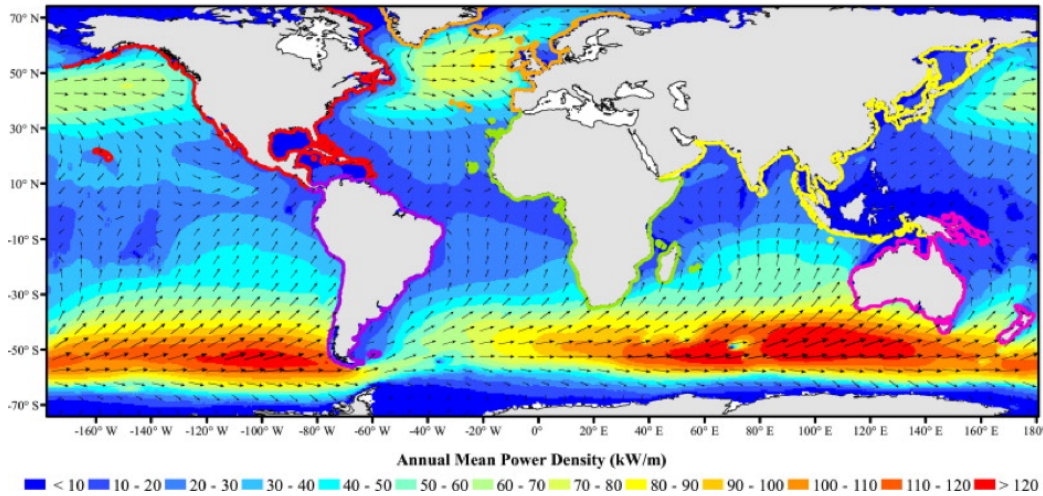 70° N
50° N
30° N
10° N
-10° S
-30° S
-50° S
-70° S
-160° W -140° W -120° W -100° W -80° W -60° W -40° W -20° W 0° E 20° E 40° E 60° E 80° E 100° E 120° E 140° E 160° E 180°
Annual Mean Power Density (kW/m)
< 10 10 - 20 20 - 30 30 - 40 40 - 50 50 - 60 60 - 70 70 - 80 80 - 90 90 - 100 100 - 110 110 - 120 > 120